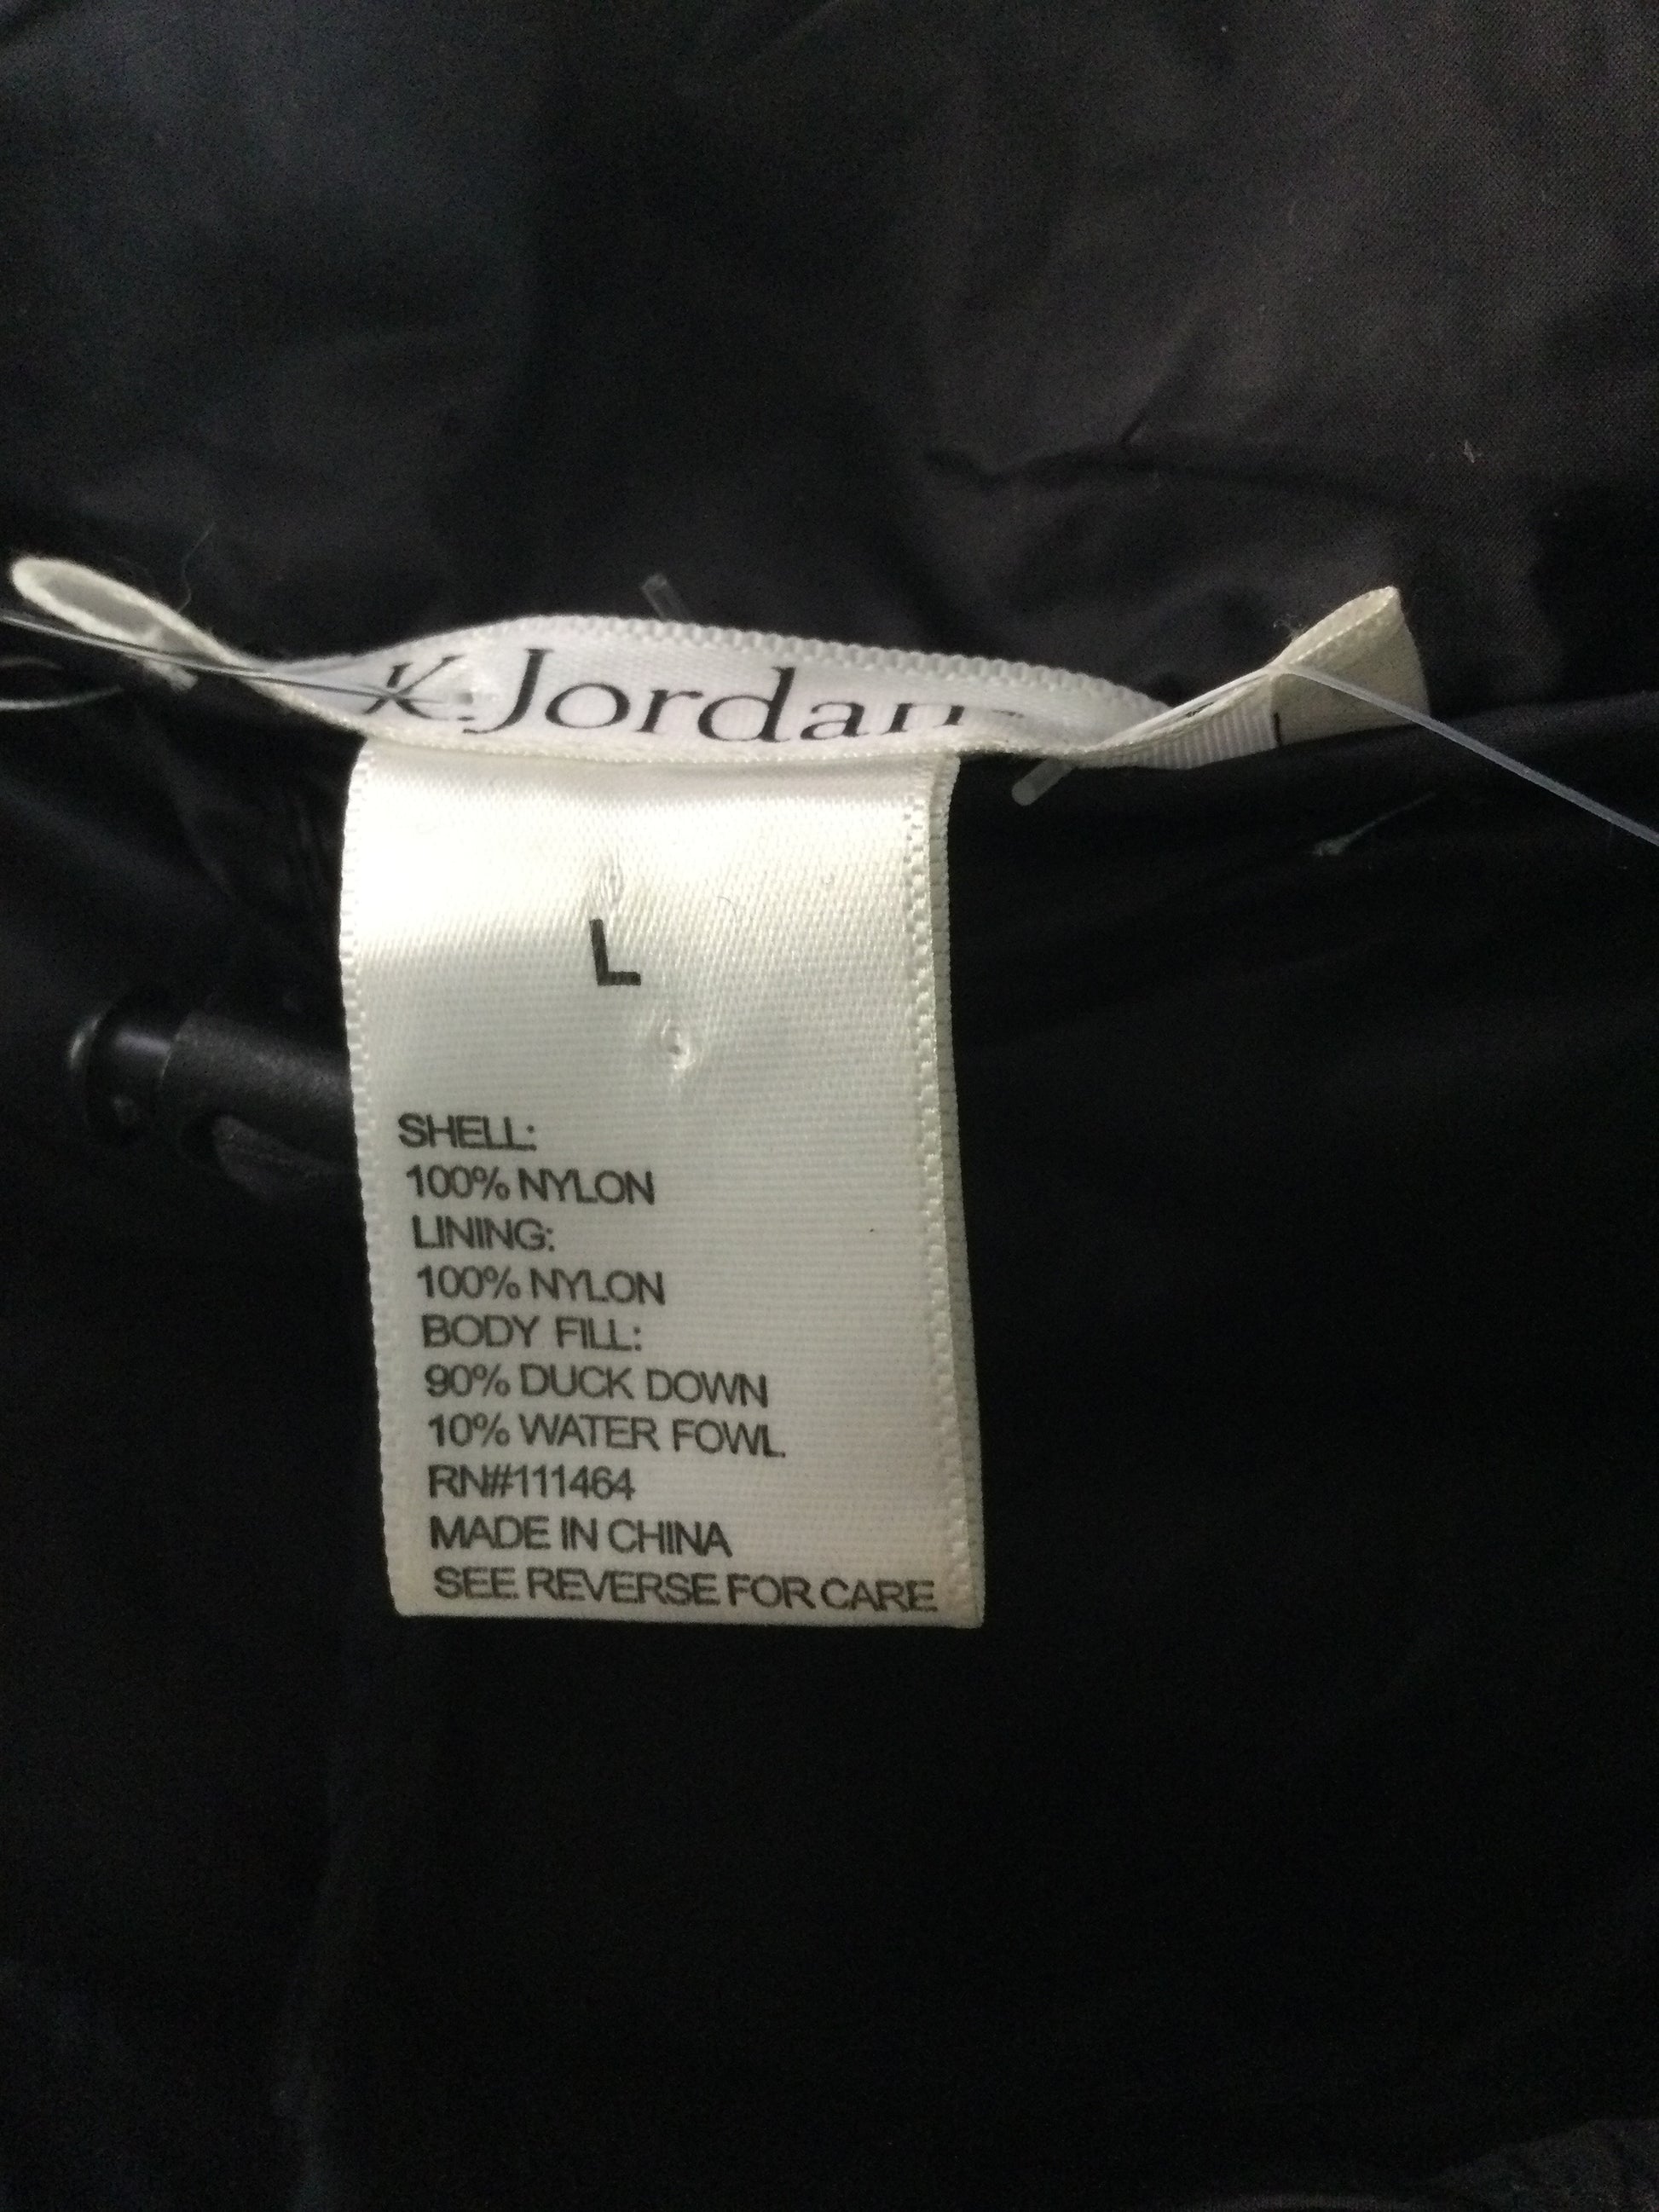 K. Jordan
L
SHELL:
100% NYLON
LINING:
100% NYLON
BODY FILL:
90% DUCK DOWN
10% WATER FOWL
RN#111464
MADE IN CHINA
SEE REVERSE FOR CARE